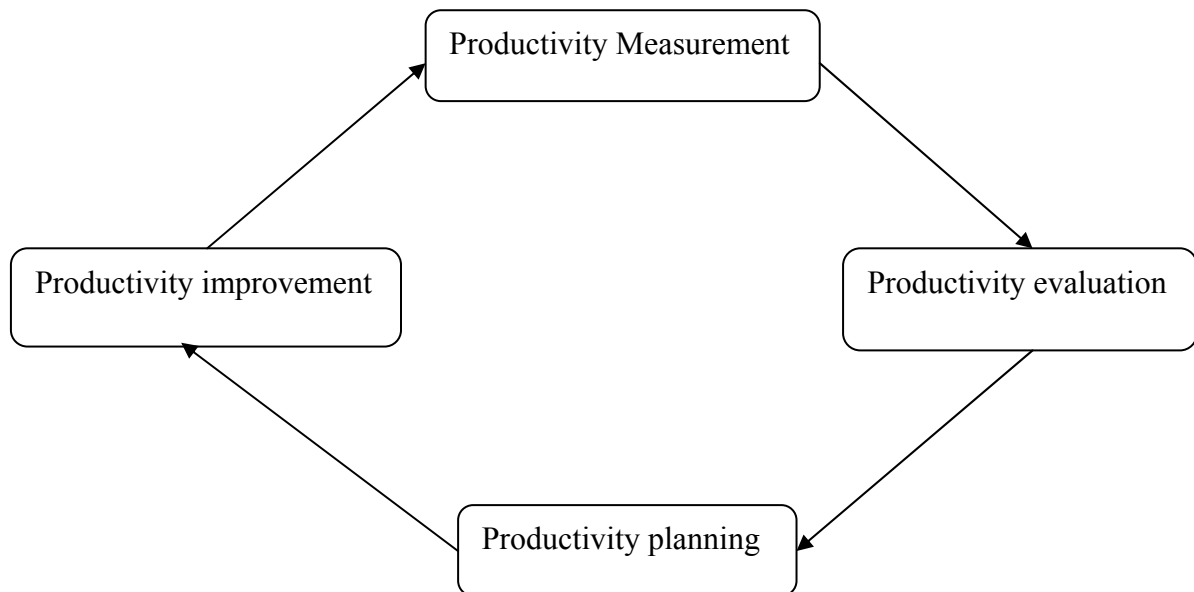 Productivity Measurement
Productivity improvement
Productivity evaluation
Productivity planning